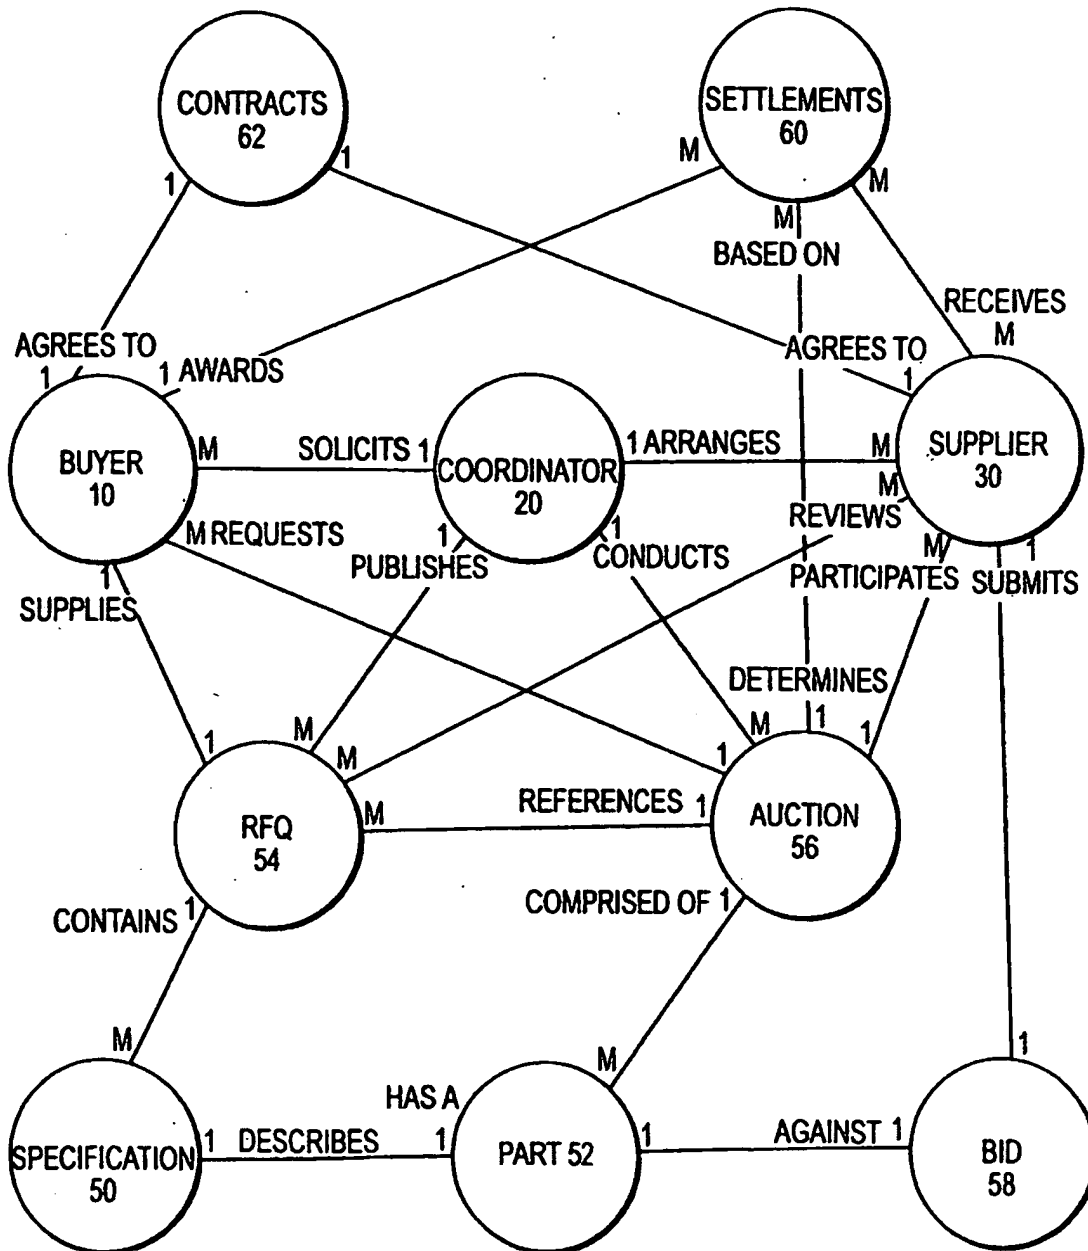 CONTRACTS
62
SETTLEMENTS
60
1
1
M
M
M
BASED ON
RECEIVES
M
AGREES TO
1
1 AWARDS
AGREES TO
1
BUYER
10
M
SOLICITS 1
COORDINATOR
20
1 ARRANGES
M
SUPPLIER
30
M
REVIEWS
M REQUESTS
1
PUBLISHES
1
CONDUCTS
M
PARTICIPATES
1
SUBMITS
1
SUPPLIES
DETERMINES
1
M
M
1
M
1
1
RFQ
54
M
REFERENCES 1
AUCTION
56
CONTAINS 1
COMPRISED OF 1
M
M
1
HAS A
SPECIFICATION
50
1 DESCRIBES
1
PART 52
1
AGAINST 1
BID
58